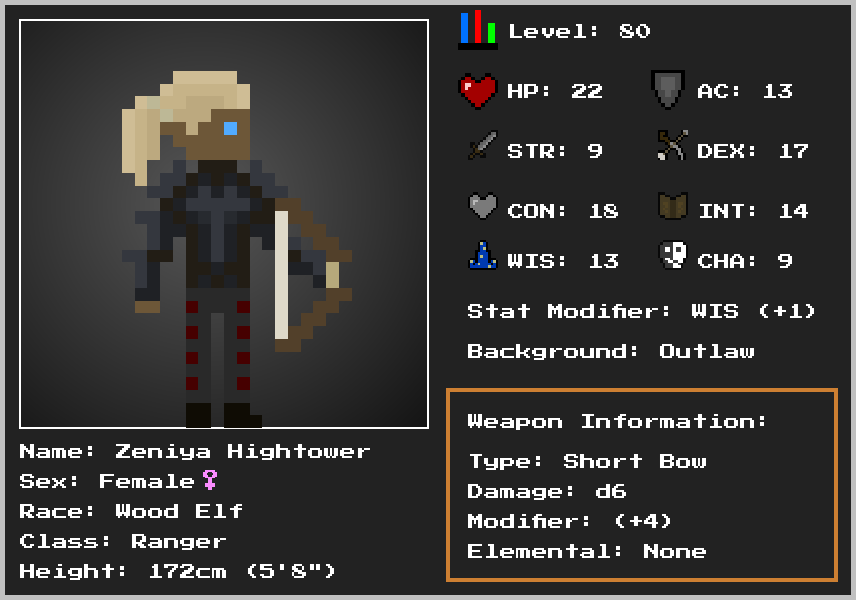 Level: 80
HP: 22
AC: 13
STR: 9
DEX: 17
CON: 18
INT: 14
WIS: 13
CHA: 9
Stat Modifier: WIS (+1)
Background: Outlaw
Weapon Information:
Type: Short Bow
Damage: d6
Modifier: (+4)
Elemental: None
Name: Zeniya Hightower
Sex: Female♀
Race: Wood Elf
Class: Ranger
Height: 172cm (5'8")